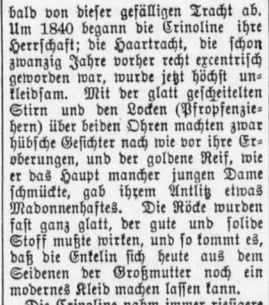 bald von dieser gefälligen Tracht ab.
Um 1840 begann die Crinoline ihre
Herrschaft; die Haartracht, die schon
zwanzig Jahre vorher recht excentrisch
geworden war, wurde jetzt höchst un-
kleidsam. Mit der glatt gescheitelten
Stirn und den Locken (Pfropfenzie-
hern) über beiden Ohren machten zwar
hübsche Gesichter nach wie vor ihre Er-
oberungen, und der goldene Reif, wie
er das Haupt mancher jungen Dame
schmückte, gab ihrem Antlitz etwas
Madonnenhaftes. Die Röcke wurden
fast ganz glatt, der gute und solide
Stoff mußte wirken, und so kommt es,
daß die Enkelin sich heute aus dem
Seidenen der Großmutter noch ein
modernes Kleid machen lassen kann.
Die Crinoline nahm immer riesigere